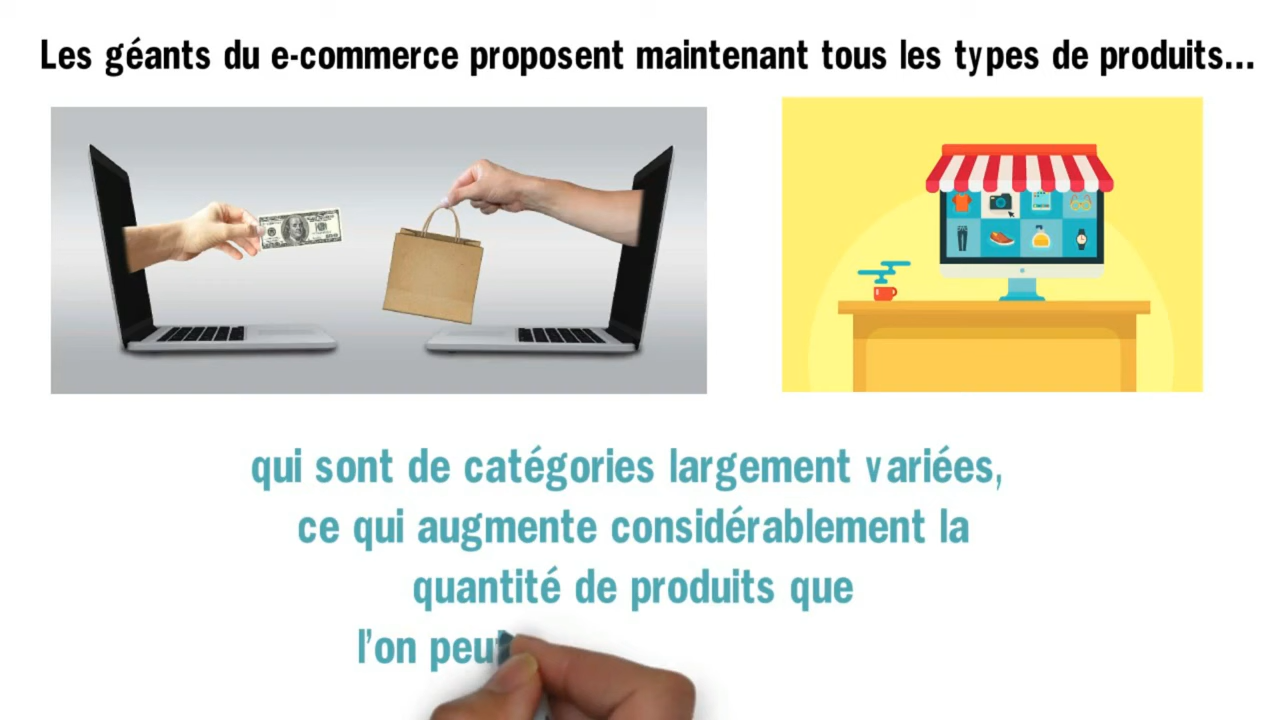 Les géants du e-commerce proposent maintenant tous les types de produits...
qui sont de catégories largement variées,
ce qui augmente considérablement la
quantité de produits que
l'on peut